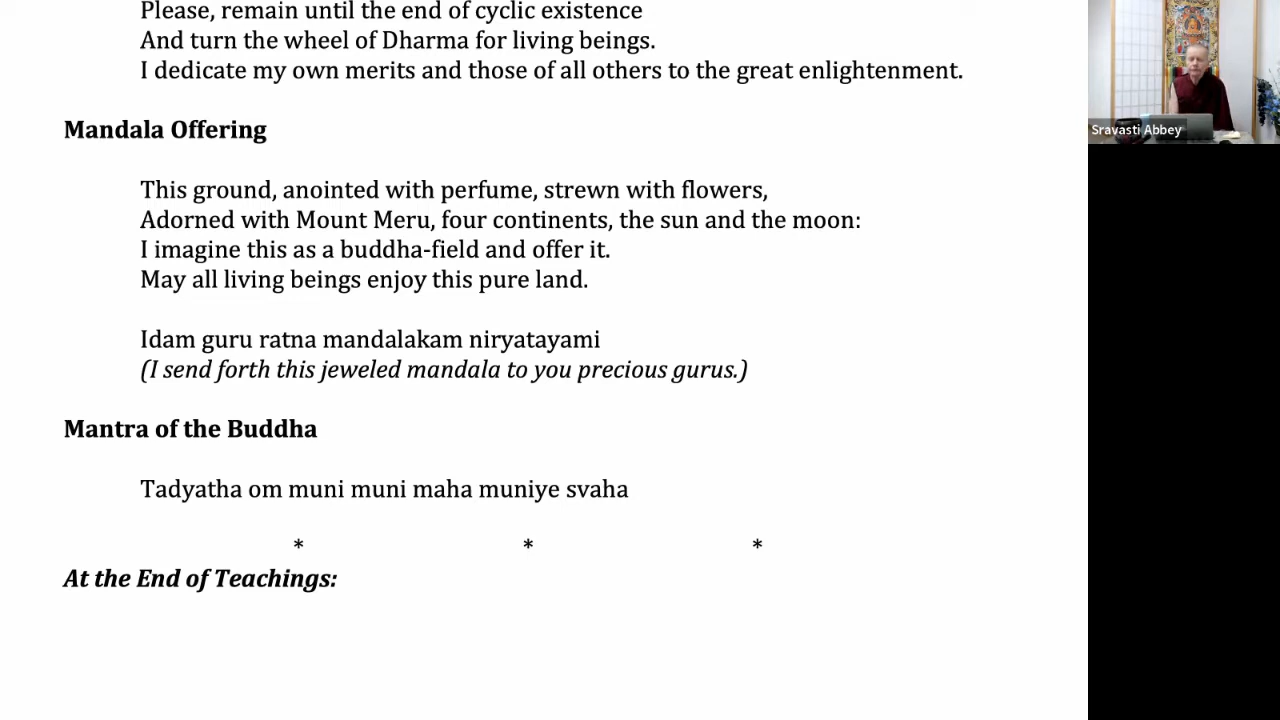 Please, remain until the end of cyclic existence
And turn the wheel of Dharma for living beings.
I dedicate my own merits and those of all others to the great enlightenment.
Mandala Offering
This ground, anointed with perfume, strewn with flowers,
Adorned with Mount Meru, four continents, the sun and the moon:
I imagine this as a buddha-field and offer it.
May all living beings enjoy this pure land.
Idam guru ratna mandalakam niryatayami
(I send forth this jeweled mandala to you precious gurus.)
Mantra of the Buddha
Tadyatha om muni muni maha muniye svaha
* * *
At the End of Teachings:
Sravasti Abbey